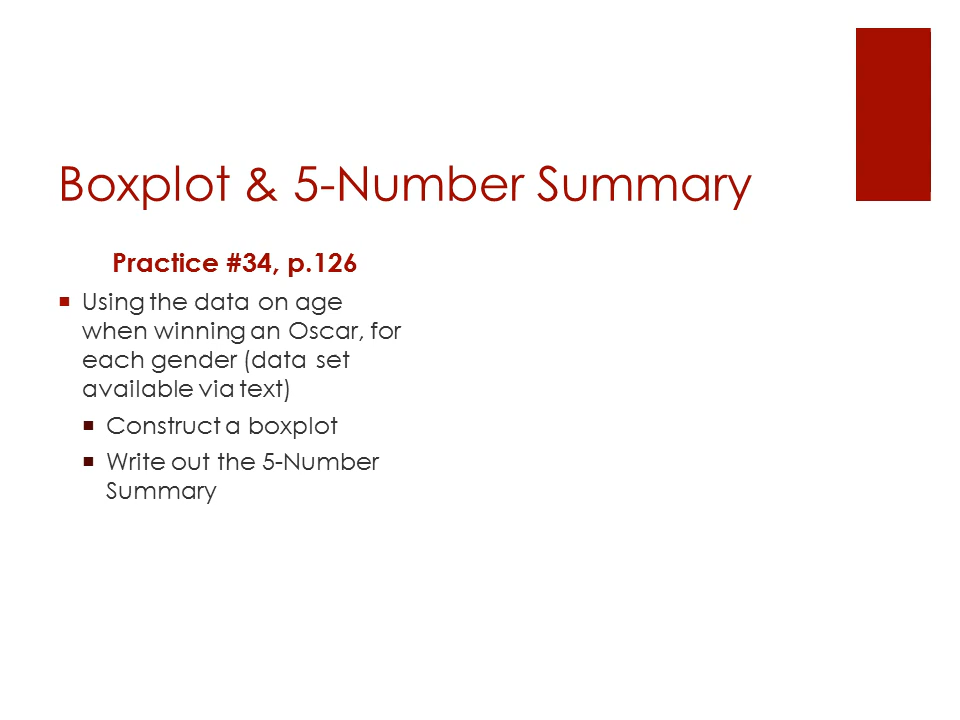 Boxplot & 5-Number Summary
Practice #34, p.126
Using the data on age
when winning an Oscar, for
each gender (data set
available via text)
Construct a boxplot
Write out the 5-Number
Summary